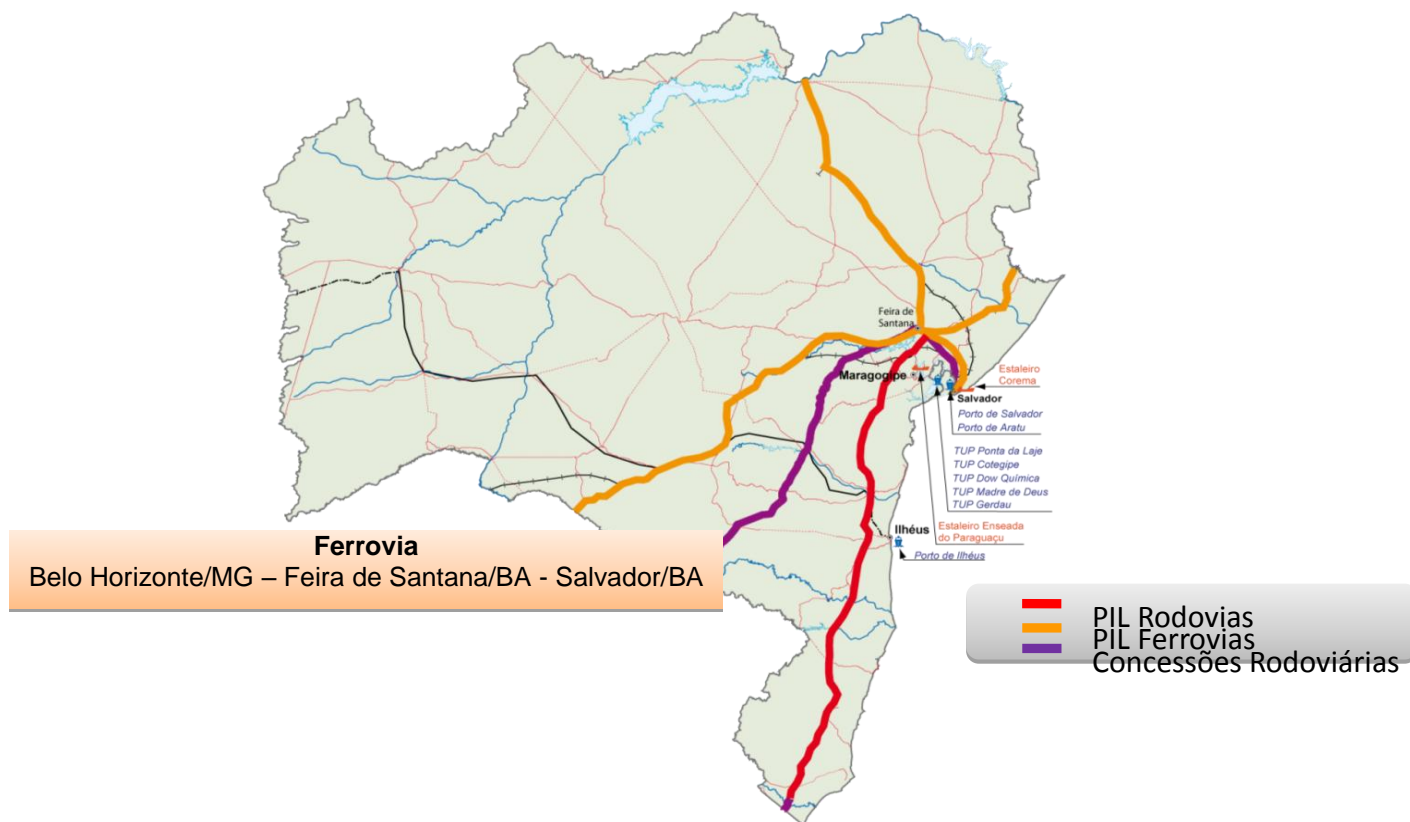 Feira de
Santana
Maragogipe
Estaleiro
Corema
Salvador
Porto de Salvador
Porto de Aratu
TUP Ponta da Laje
TUP Cotegipe
TUP Dow Química
TUP Madre de Deus
TUP Gerdau
Estaleiro Enseada
do Paraguaçu
Ilhéus
Porto de Ilhéus
Ferrovia
Belo Horizonte/MG – Feira de Santana/BA - Salvador/BA
PIL Rodovias
PIL Ferrovias
Concessões Rodoviárias